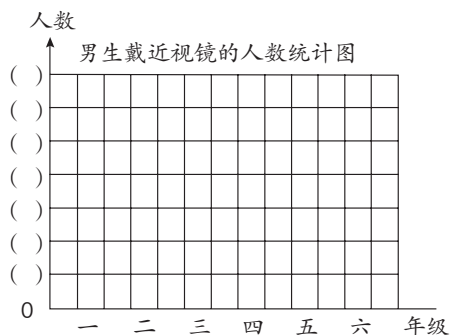 人数
男生戴近视镜的人数统计图
( )
( )
( )
( )
( )
( )
( )
0
一 二 三 四 五 六 年级